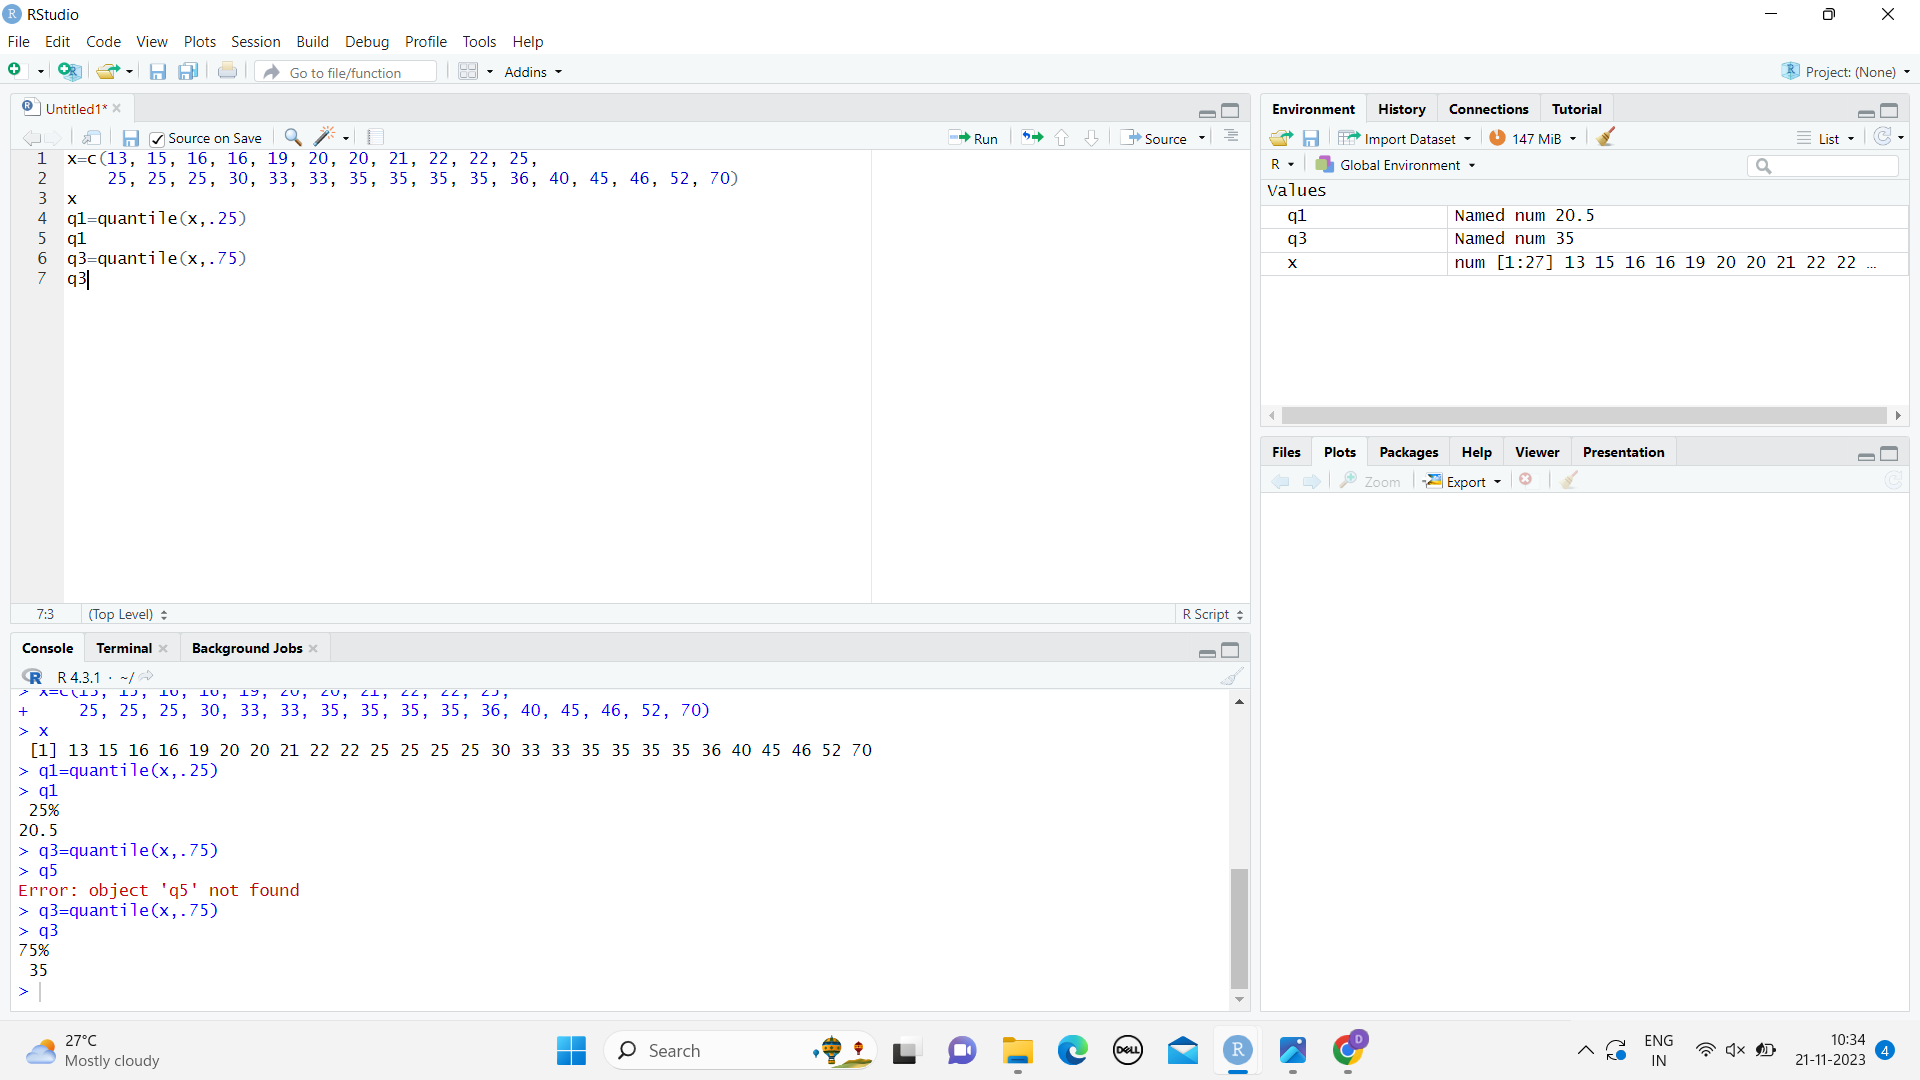 RStudio
File Edit Code View Plots Session Build Debug Profile Tools Help
Go to file/function Addins Project: (None)
Untitled1*
Source on Save Run Source
1 x=c(13, 15, 16, 16, 19, 20, 20, 21, 22, 22, 25,
2 25, 25, 25, 30, 33, 33, 35, 35, 35, 35, 36, 40, 45, 46, 52, 70)
3 x
4 q1=quantile(x,.25)
5 q1
6 q3=quantile(x,.75)
7 q3
7:3 (Top Level) R Script
Console Terminal Background Jobs
R 4.3.1 · ~/
> x=c(13, 15, 16, 16, 19, 20, 20, 21, 22, 22, 25,
+ 25, 25, 25, 30, 33, 33, 35, 35, 35, 35, 36, 40, 45, 46, 52, 70)
> x
[1] 13 15 16 16 19 20 20 21 22 22 25 25 25 25 30 33 33 35 35 35 35 36 40 45 46 52 70
> q1=quantile(x,.25)
> q1
25%
20.5
> q3=quantile(x,.75)
> q5
Error: object 'q5' not found
> q3=quantile(x,.75)
> q3
75%
35
>
Environment History Connections Tutorial
Import Dataset 147 MiB List
R Global Environment
Values
q1 Named num 20.5
q3 Named num 35
x num [1:27] 13 15 16 16 19 20 20 21 22 22 ...
Files Plots Packages Help Viewer Presentation
Zoom Export
27°C
Mostly cloudy
Search
DELL
R
D
ENG
IN
10:34
21-11-2023
4